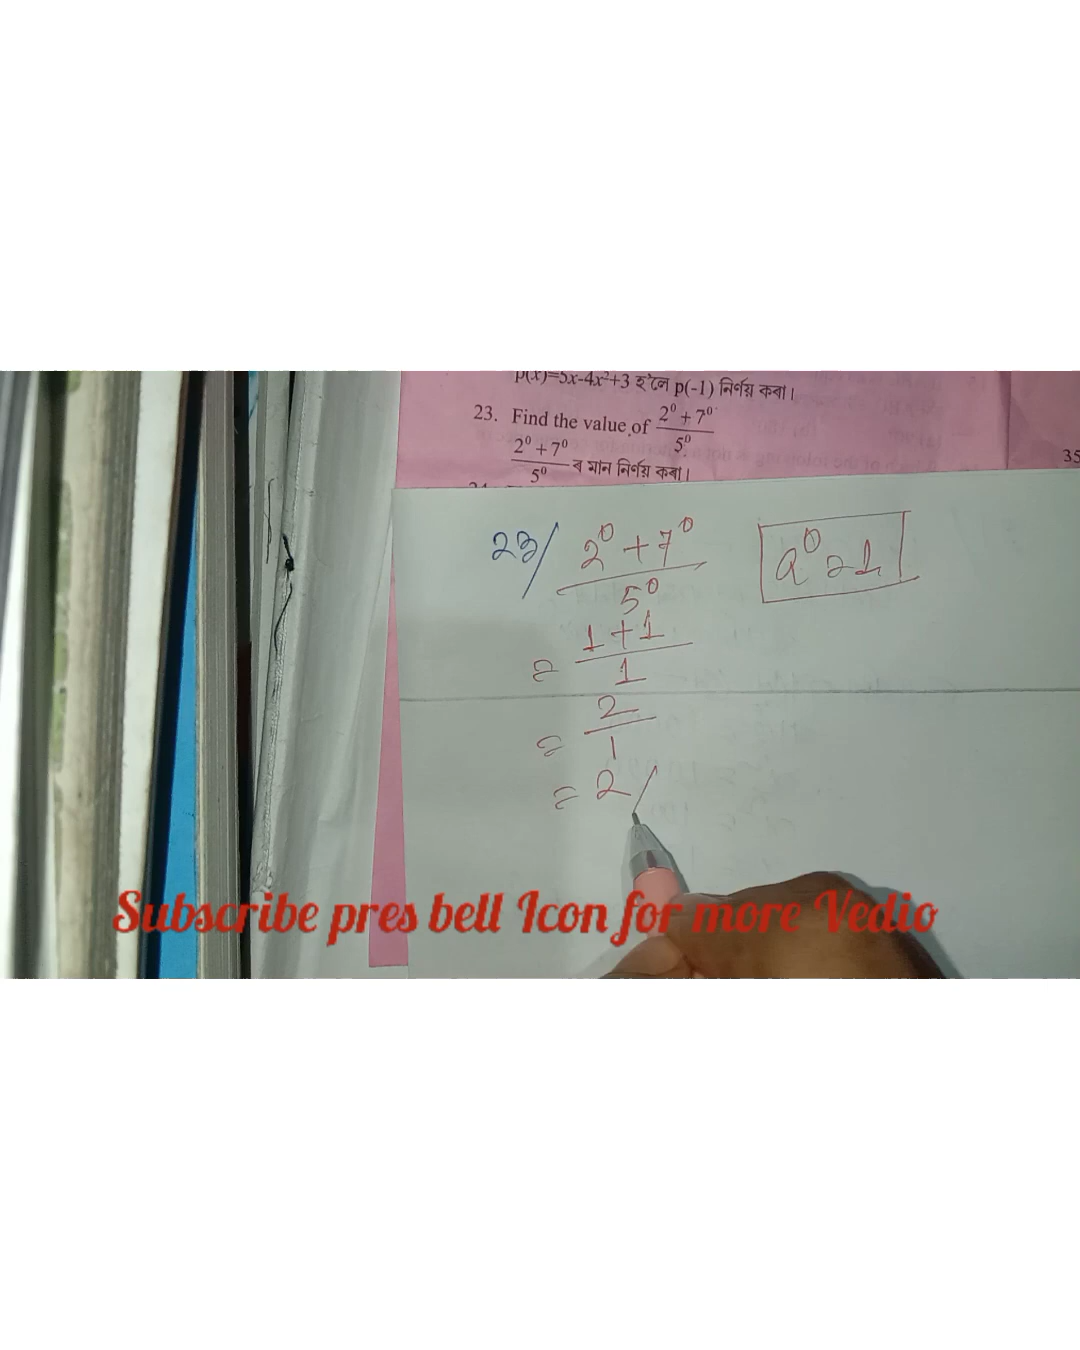 p(x)=5x-4x²+3 হ'লে p(-1) নিৰ্ণয় কৰা।
23. Find the value of (2⁰ + 7⁰)/5⁰
(2⁰ + 7⁰)/5⁰ ৰ মান নিৰ্ণয় কৰা।
35
23/ (2⁰ + 7⁰)/5⁰
a⁰ = 1
= (1 + 1)/1
= 2/1
= 2/
Subscribe pres bell Icon for more Vedio